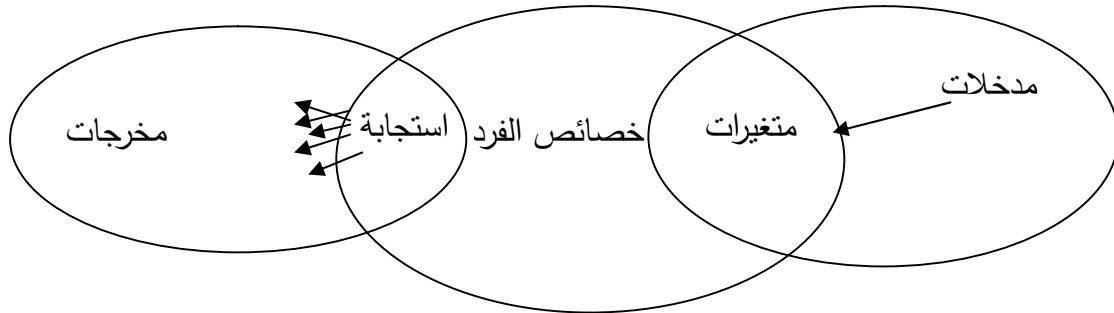 مدخلات
متغيرات
خصائص الفرد
استجابة
مخرجات